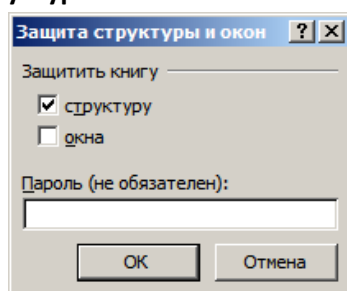 Защита структуры и окон ? X
Защитить книгу
структуру
окна
Пароль (не обязателен):
ОК Отмена